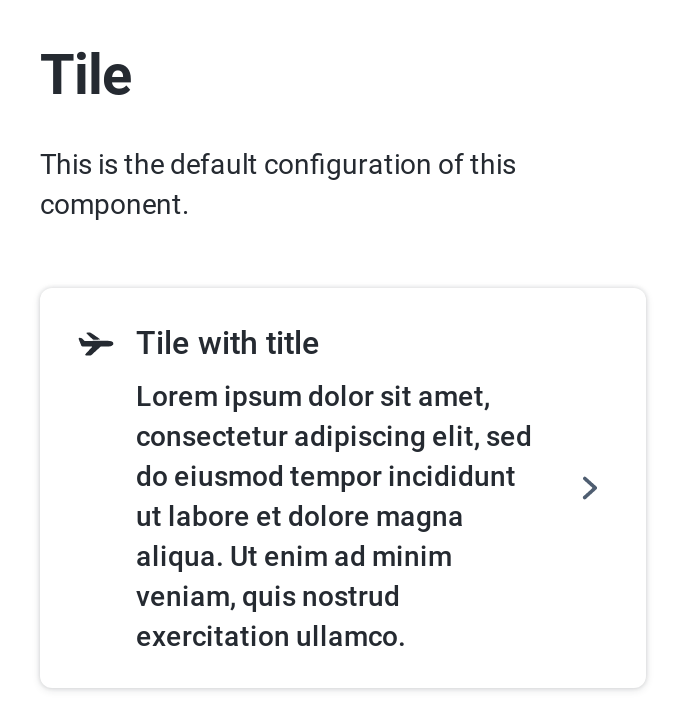 Tile
This is the default configuration of this
component.
Tile with title
Lorem ipsum dolor sit amet,
consectetur adipiscing elit, sed
do eiusmod tempor incididunt
ut labore et dolore magna
aliqua. Ut enim ad minim
veniam, quis nostrud
exercitation ullamco.